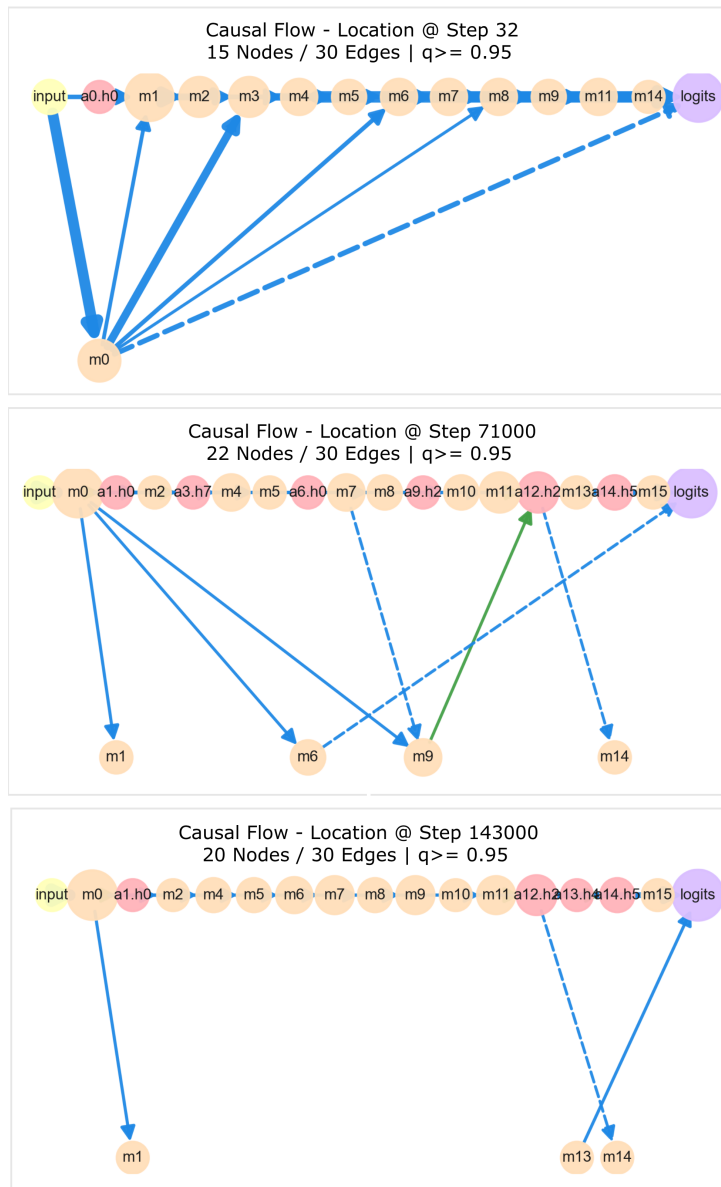 Causal Flow - Location @ Step 32
15 Nodes / 30 Edges | q>= 0.95
input a0.h0 m1 m2 m3 m4 m5 m6 m7 m8 m9 m11 m14 logits
m0
Causal Flow - Location @ Step 71000
22 Nodes / 30 Edges | q>= 0.95
input m0 a1.h0 m2 a3.h7 m4 m5 a6.h0 m7 m8 a9.h2 m10 m11 a12.h2 m13 a14.h5 m15 logits
m1 m6 m9 m14
Causal Flow - Location @ Step 143000
20 Nodes / 30 Edges | q>= 0.95
input m0 a1.h0 m2 m4 m5 m6 m7 m8 m9 m10 m11 a12.h2 a13.h4 a14.h5 m15 logits
m1 m13 m14